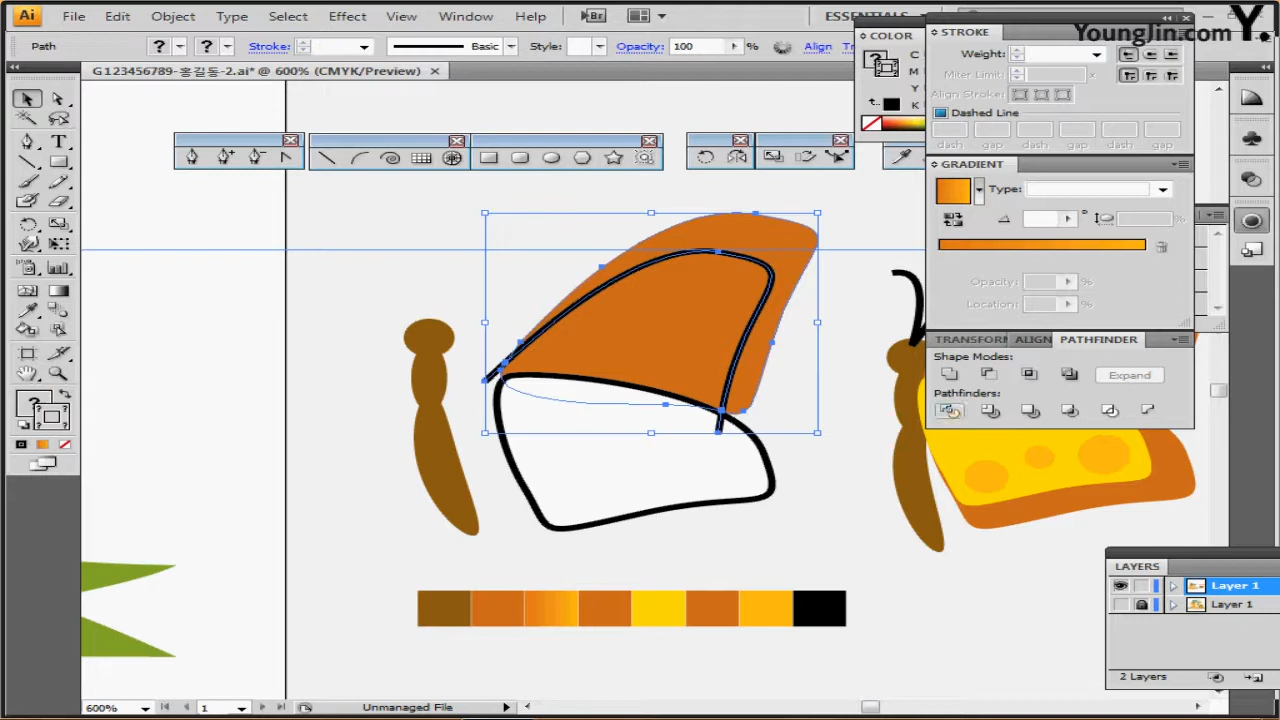 Ai File Edit Object Type Select Effect View Window Help Br ESSENTIALS
YoungJin.com Y.
Path ? ? Stroke: Basic Style: Opacity: 100 % Align
G123456789-홍길동-2.ai* @ 600% (CMYK/Preview)
COLOR
?
C
M
Y
K
STROKE
Weight:
Miter Limit: x
Align Stroke:
Dashed Line
dash gap dash gap dash gap
GRADIENT
Type:
° %
Opacity: %
Location: %
TRANSFORM ALIGN PATHFINDER
Shape Modes:
Expand
Pathfinders:
T
?
?
LAYERS
Layer 1
Layer 1
2 Layers
600% 1 Unmanaged File